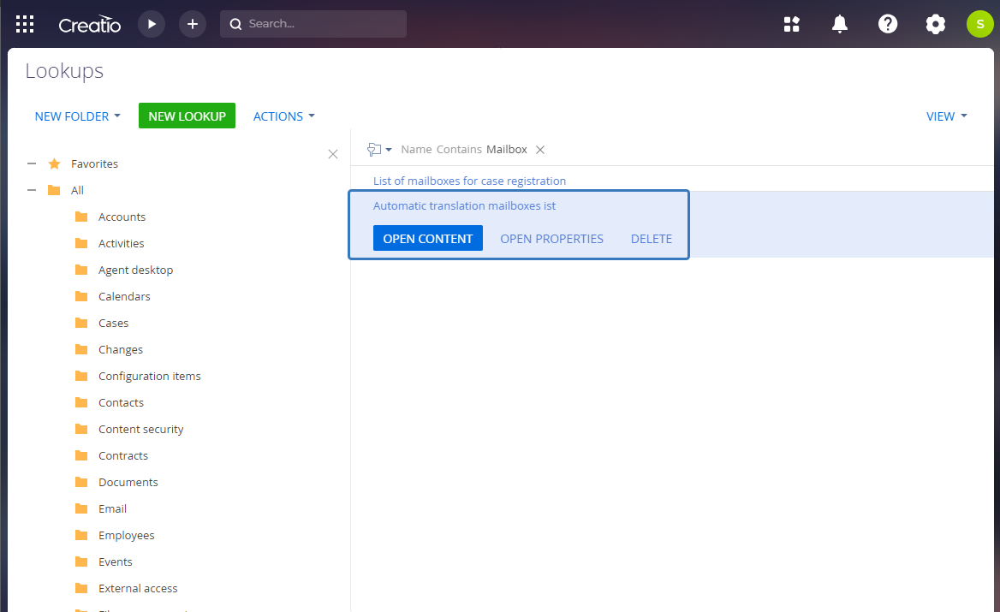 Creatio
Search...
S
Lookups
NEW FOLDER
NEW LOOKUP
ACTIONS
VIEW
Name Contains Mailbox
List of mailboxes for case registration
Automatic translation mailboxes ist
OPEN CONTENT
OPEN PROPERTIES
DELETE
Favorites
All
Accounts
Activities
Agent desktop
Calendars
Cases
Changes
Configuration items
Contacts
Content security
Contracts
Documents
Email
Employees
Events
External access